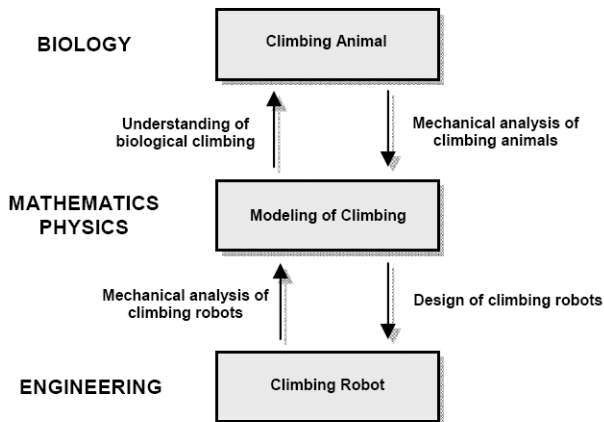 BIOLOGY
Climbing Animal
Understanding of
biological climbing
Mechanical analysis of
climbing animals
MATHEMATICS
PHYSICS
Modeling of Climbing
Mechanical analysis of
climbing robots
Design of climbing robots
ENGINEERING
Climbing Robot